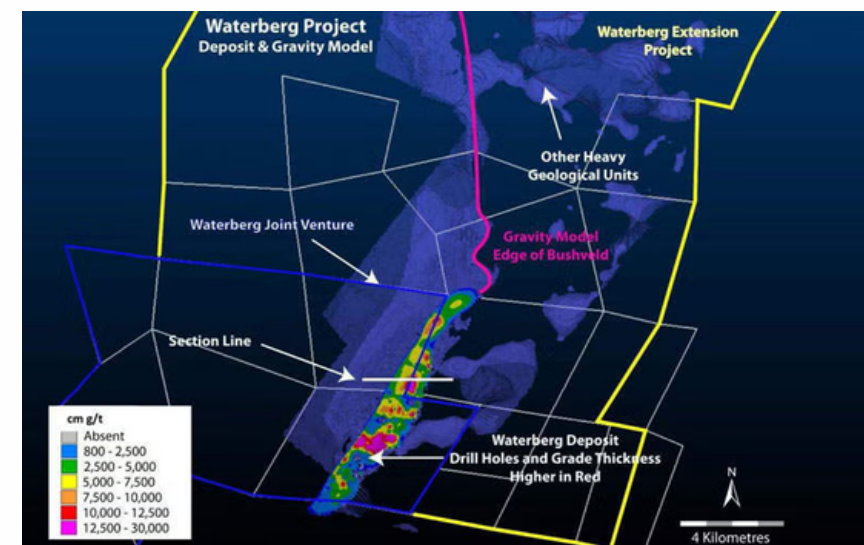 Waterberg Project
Deposit & Gravity Model
Waterberg Extension
Project
Other Heavy
Geological Units
Waterberg Joint Venture
Gravity Model
Edge of Bushveld
Section Line
cm g/t
Absent
800 - 2,500
2,500 - 5,000
5,000 - 7,500
7,500 - 10,000
10,000 - 12,500
12,500 - 30,000
Waterberg Deposit
Drill Holes and Grade Thickness
Higher in Red
N
4 Kilometres